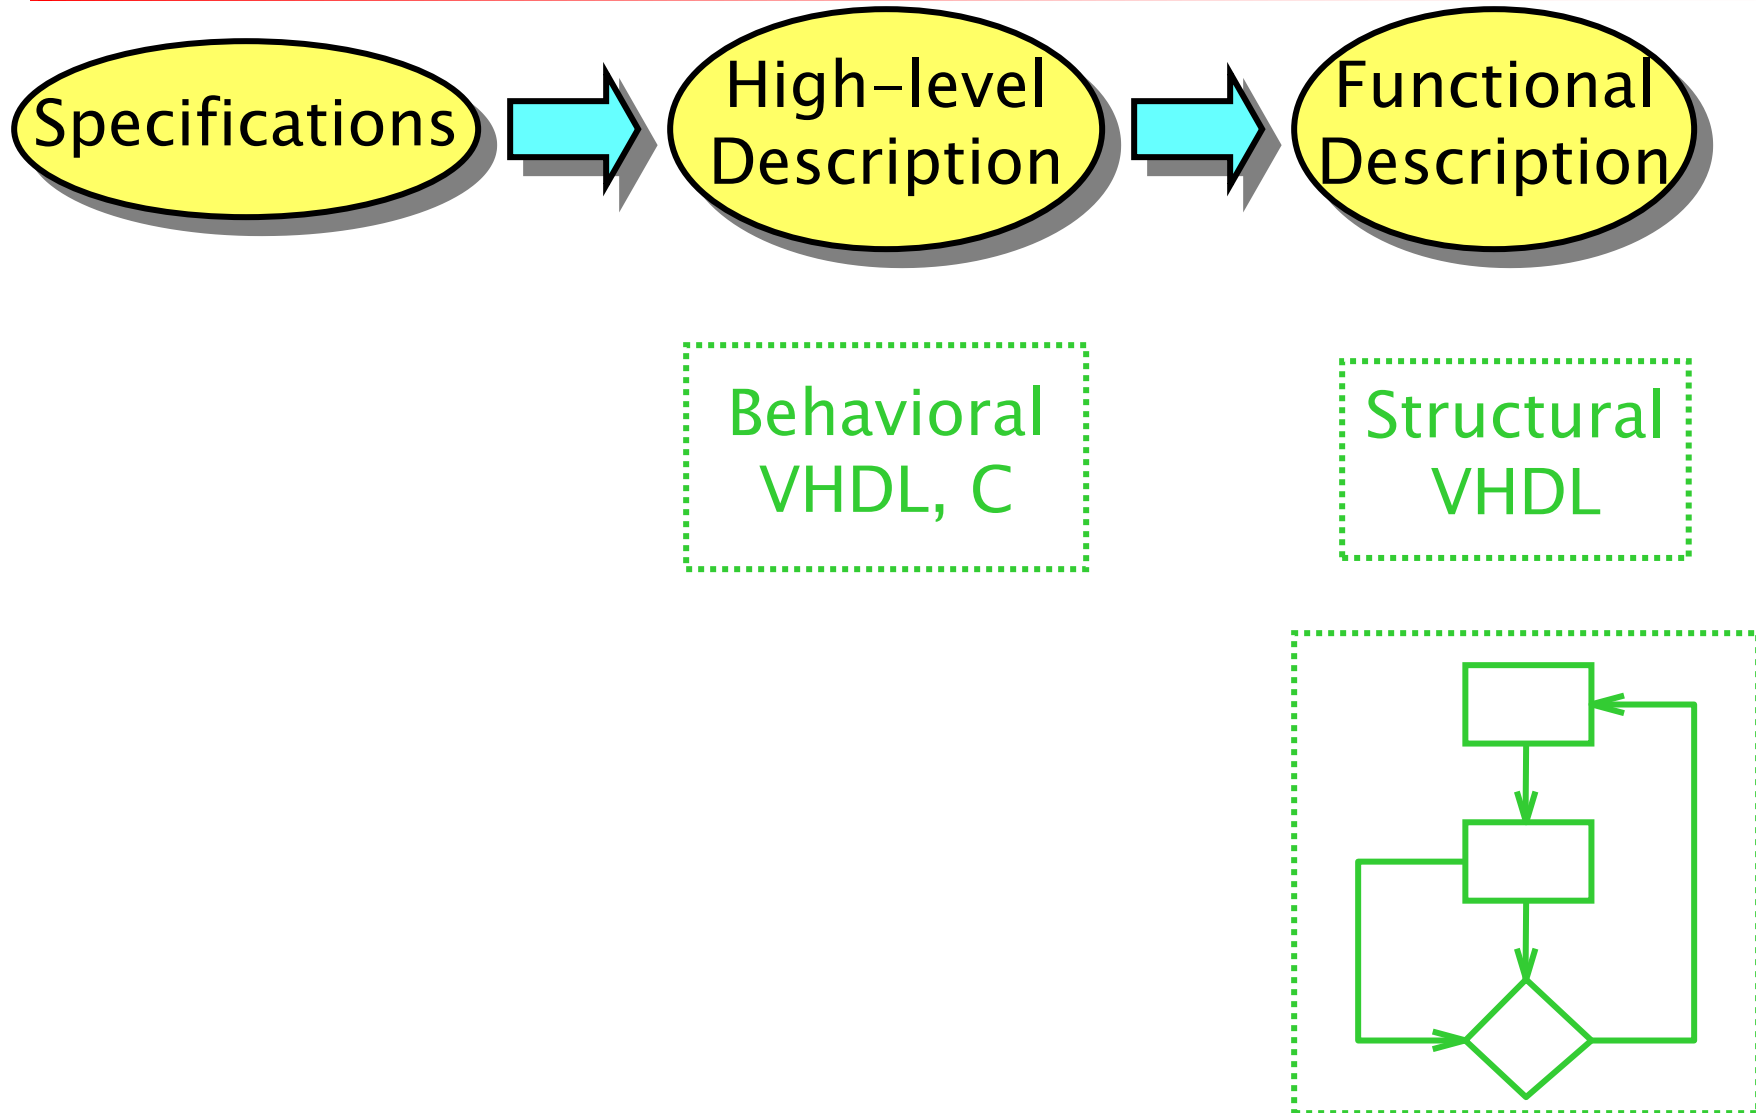 Specifications
High-level
Description
Functional
Description
Behavioral
VHDL, C
Structural
VHDL